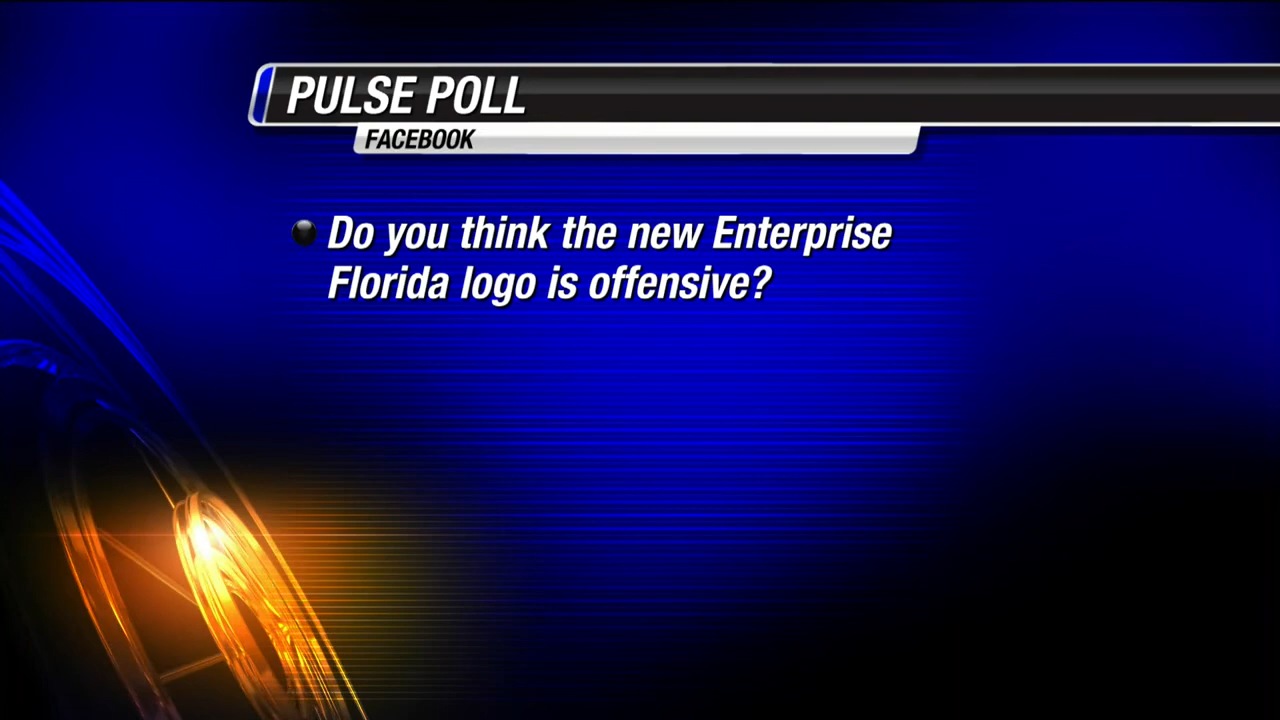 PULSE POLL
FACEBOOK
Do you think the new Enterprise
Florida logo is offensive?